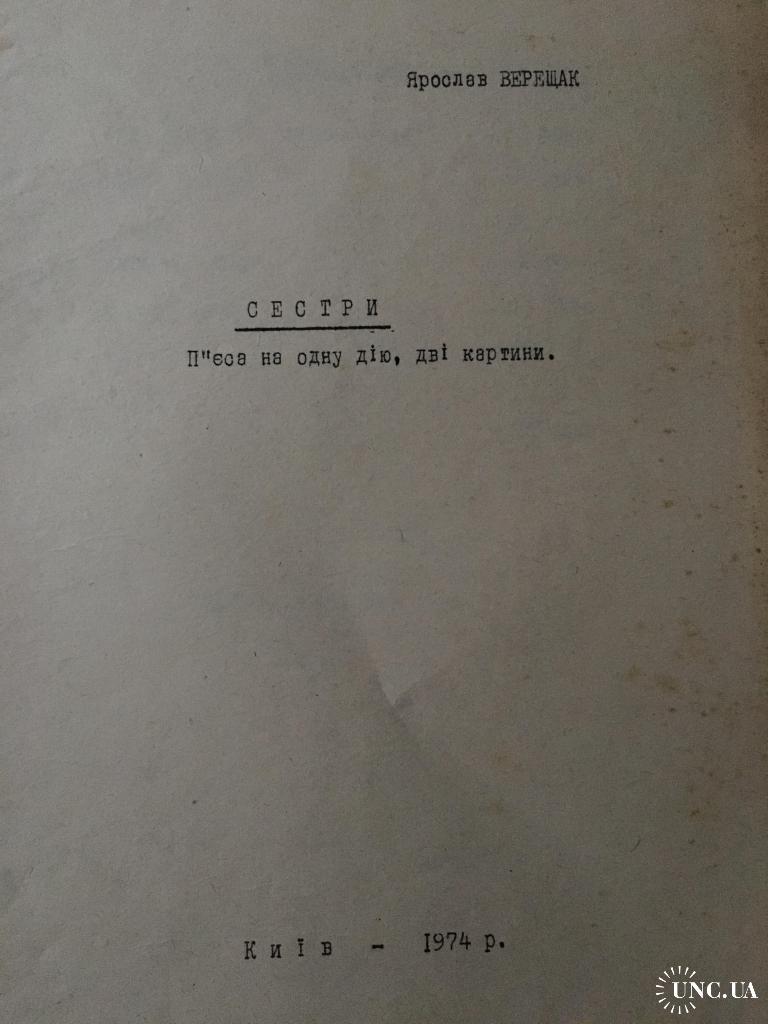 Ярослав ВЕРЕЩАК
С Е С Т Р И
П"єса на одну дію, дві картини.
К и ї в - 1974 р.
UNC.UA